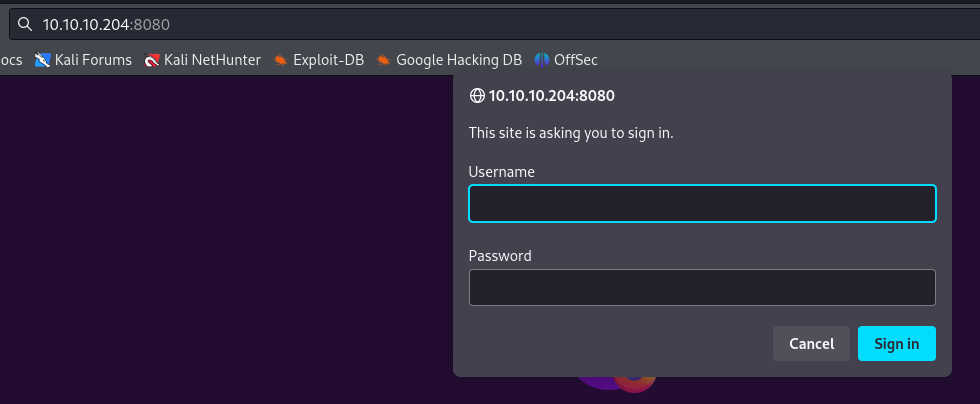 10.10.10.204:8080
ocs Kali Forums Kali NetHunter Exploit-DB Google Hacking DB OffSec
10.10.10.204:8080
This site is asking you to sign in.
Username
Password
Cancel Sign in